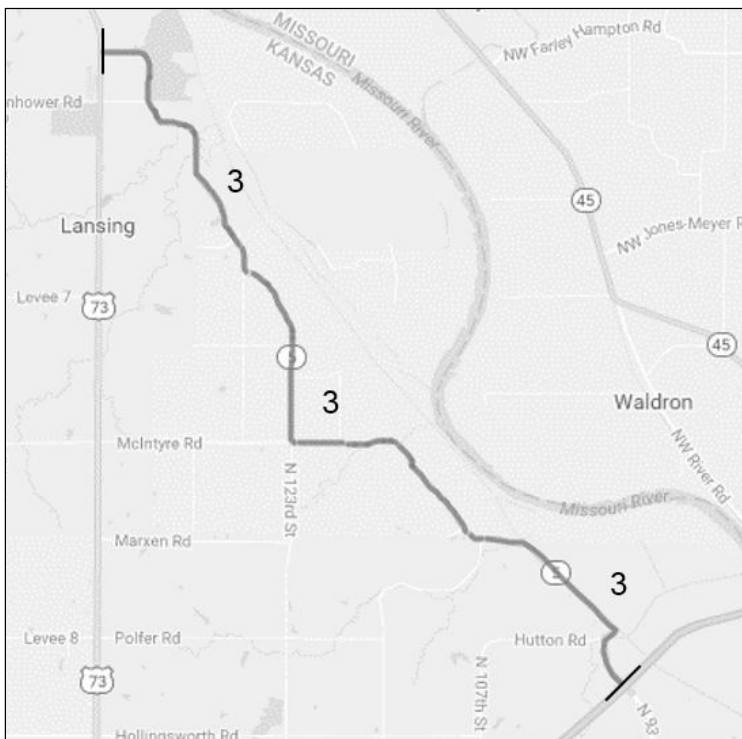 MISSOURI
KANSAS
Missouri River
NW Farley
Hampton Rd
nhower Rd
3
45
Lansing
NW Jones-Meyer R
Levee 7
73
5
45
3
Waldron
McIntyre Rd
N 123rd St
NW River Rd
Missouri River
Marxen Rd
5
3
Levee 8
Polfer Rd
Hutton Rd
N 107th St
73
N 93
Hollingsworth Rd